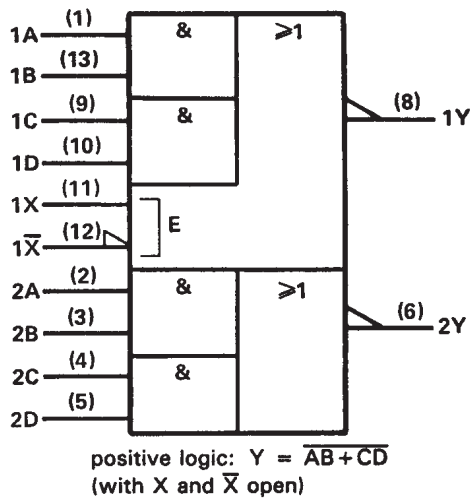 1A (1) & ≥1
1B (13)
1C (9) & (8) 1Y
1D (10)
1X (11)
1X̅ (12) E
2A (2) & ≥1
2B (3) (6) 2Y
2C (4) &
2D (5)
positive logic: Y = A̅B̅ ̅+̅ ̅C̅D̅
(with X and X̅ open)